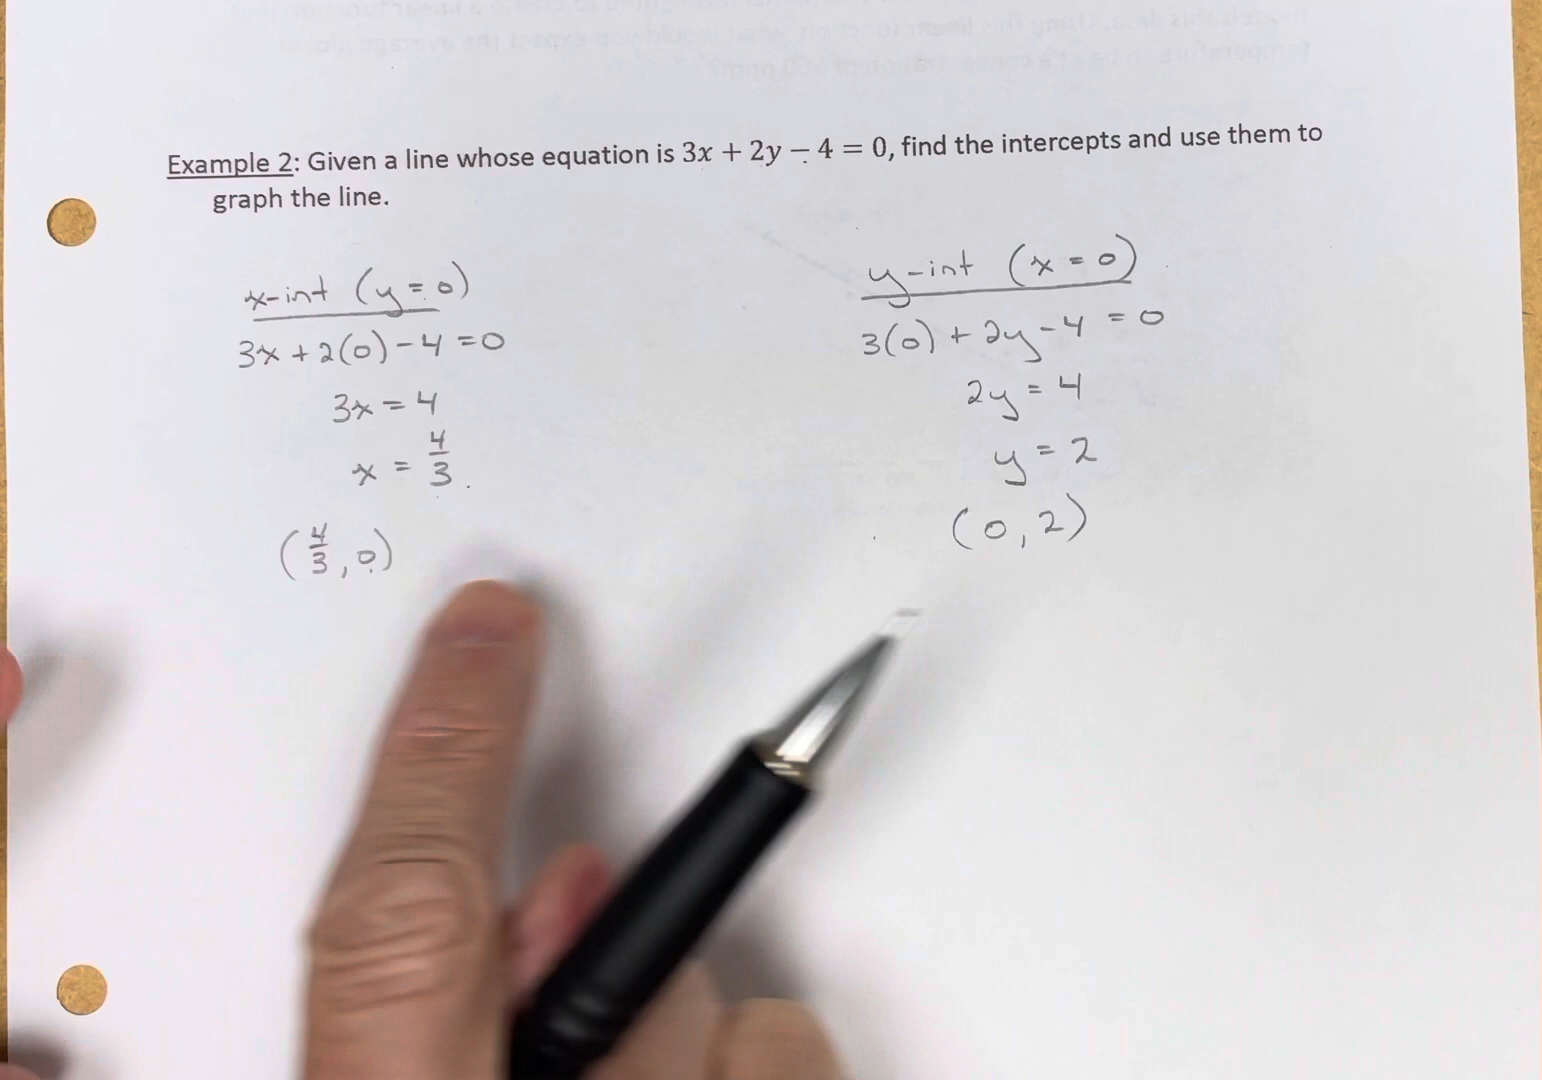 Example 2: Given a line whose equation is 3x + 2y − 4 = 0, find the intercepts and use them to
graph the line.
x-int (y = 0)
3x + 2(0) − 4 = 0
3x = 4
x = 4/3
(4/3, 0)
y-int (x = 0)
3(0) + 2y − 4 = 0
2y = 4
y = 2
(0, 2)